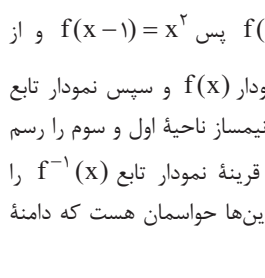 f(x − ۱) = x^۲ پس f( و از
ودار f(x) و سپس نمودار تابع
نیمساز ناحیهٔ اول و سوم را رسم
قرینهٔ نمودار تابع f^−۱(x) را
ین‌ها حواسمان هست که دامنهٔ